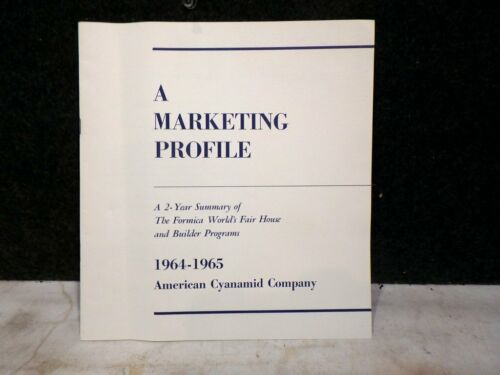 A
MARKETING
PROFILE
A 2-Year Summary of
The Formica World's Fair House
and Builder Programs
1964-1965
American Cyanamid Company